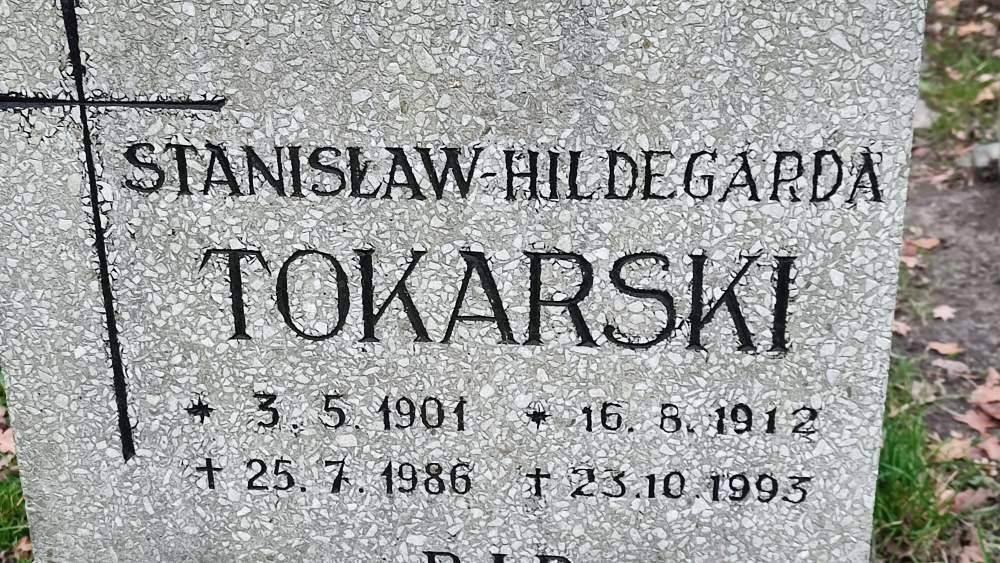 STANISŁAW-HILDEGARDA
TOKARSKI
* 3. 5. 1901 * 16. 8. 1912
† 25. 7. 1986 † 23.10.1993
R.I.P.